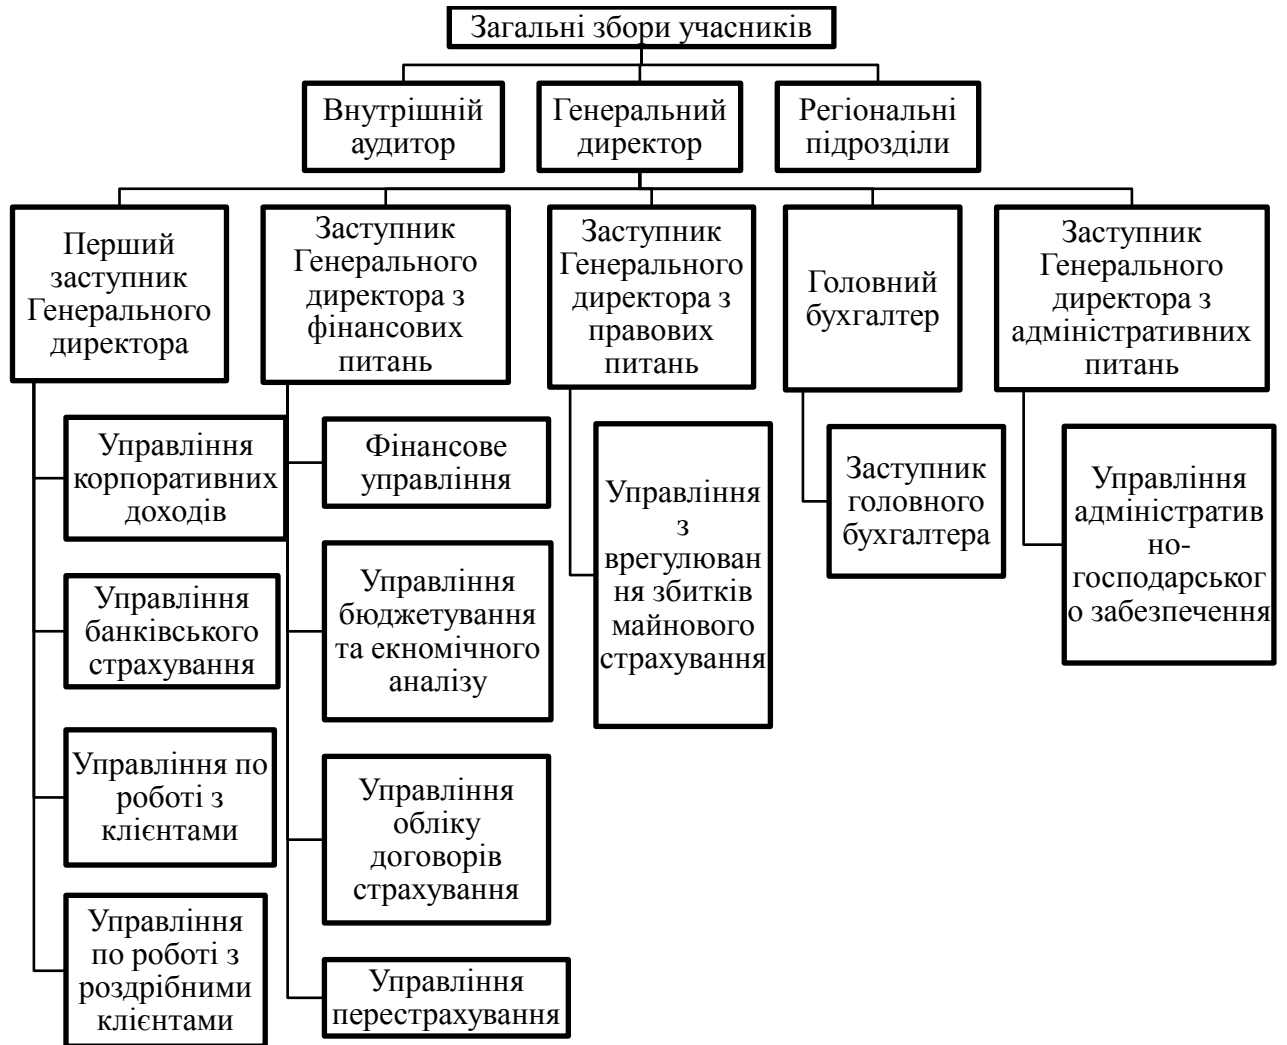 Загальні збори учасників
Внутрішній
аудитор
Генеральний
директор
Регіональні
підрозділи
Перший
заступник
Генерального
директора
Заступник
Генерального
директора з
фінансових
питань
Заступник
Генерального
директора з
правових
питань
Головний
бухгалтер
Заступник
Генерального
директора з
адміністративних
питань
Управління
корпоративних
доходів
Управління
банківського
страхування
Управління по
роботі з
клієнтами
Управління
по роботі з
роздрібними
клієнтами
Фінансове
управління
Управління
бюджетування
та екномічного
аналізу
Управління
обліку
договорів
страхування
Управління
перестрахування
Управління
з
врегулюван
ня збитків
майнового
страхування
Заступник
головного
бухгалтера
Управління
адміністратив
но-
господарськог
о забезпечення